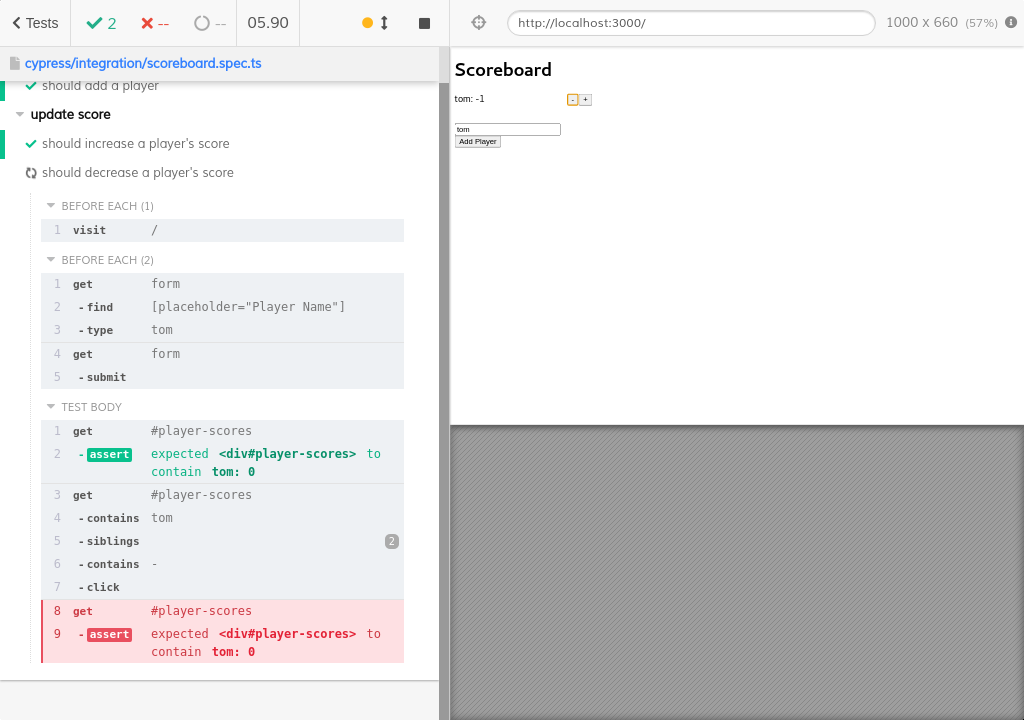 Tests 2 -- -- 05.90
http://localhost:3000/ 1000 x 660 (57%)
cypress/integration/scoreboard.spec.ts
should add a player
update score
should increase a player's score
should decrease a player's score
BEFORE EACH (1)
1 visit /
BEFORE EACH (2)
1 get form
2 -find [placeholder="Player Name"]
3 -type tom
4 get form
5 -submit
TEST BODY
1 get #player-scores
2 -assert expected <div#player-scores> to
contain tom: 0
3 get #player-scores
4 -contains tom
5 -siblings 2
6 -contains -
7 -click
8 get #player-scores
9 -assert expected <div#player-scores> to
contain tom: 0
Scoreboard
tom: -1 - +
tom
Add Player